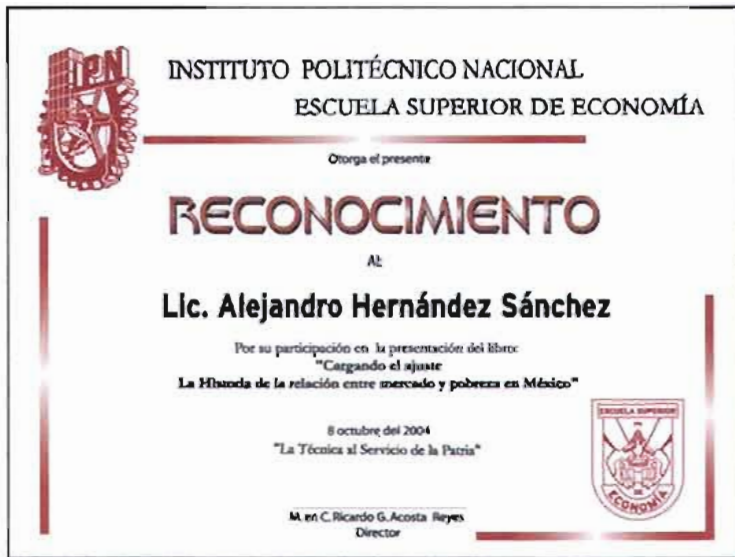 IPN
INSTITUTO POLITÉCNICO NACIONAL
ESCUELA SUPERIOR DE ECONOMÍA
Otorga el presente
RECONOCIMIENTO
Al:
Lic. Alejandro Hernández Sánchez
Por su participación en la presentación del libro:
"Cargando el ajuste
La Historia de la relación entre mercado y pobreza en México"
8 octubre del 2004
"La Técnica al Servicio de la Patria"
M. en C. Ricardo G. Acosta Reyes
Director
ESCUELA SUPERIOR
DE
ECONOMÍA